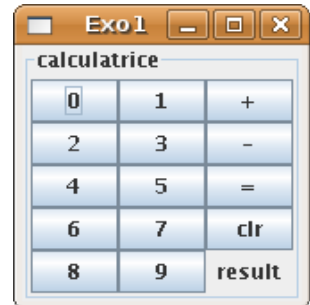 Exo1
calculatrice
0 1 +
2 3 -
4 5 =
6 7 clr
8 9 result